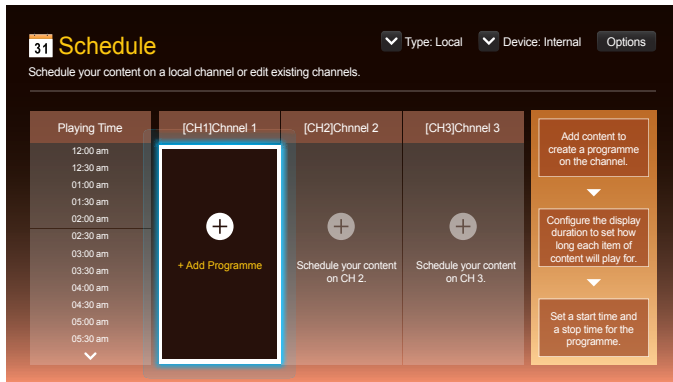 31 Schedule
Type: Local
Device: Internal
Options
Schedule your content on a local channel or edit existing channels.
Playing Time
12:00 am
12:30 am
01:00 am
01:30 am
02:00 am
02:30 am
03:00 am
03:30 am
04:00 am
04:30 am
05:00 am
05:30 am
[CH1]Chnnel 1
+ Add Programme
[CH2]Chnnel 2
Schedule your content
on CH 2.
[CH3]Chnnel 3
Schedule your content
on CH 3.
Add content to
create a programme
on the channel.
Configure the display
duration to set how
long each item of
content will play for.
Set a start time and
a stop time for the
programme.